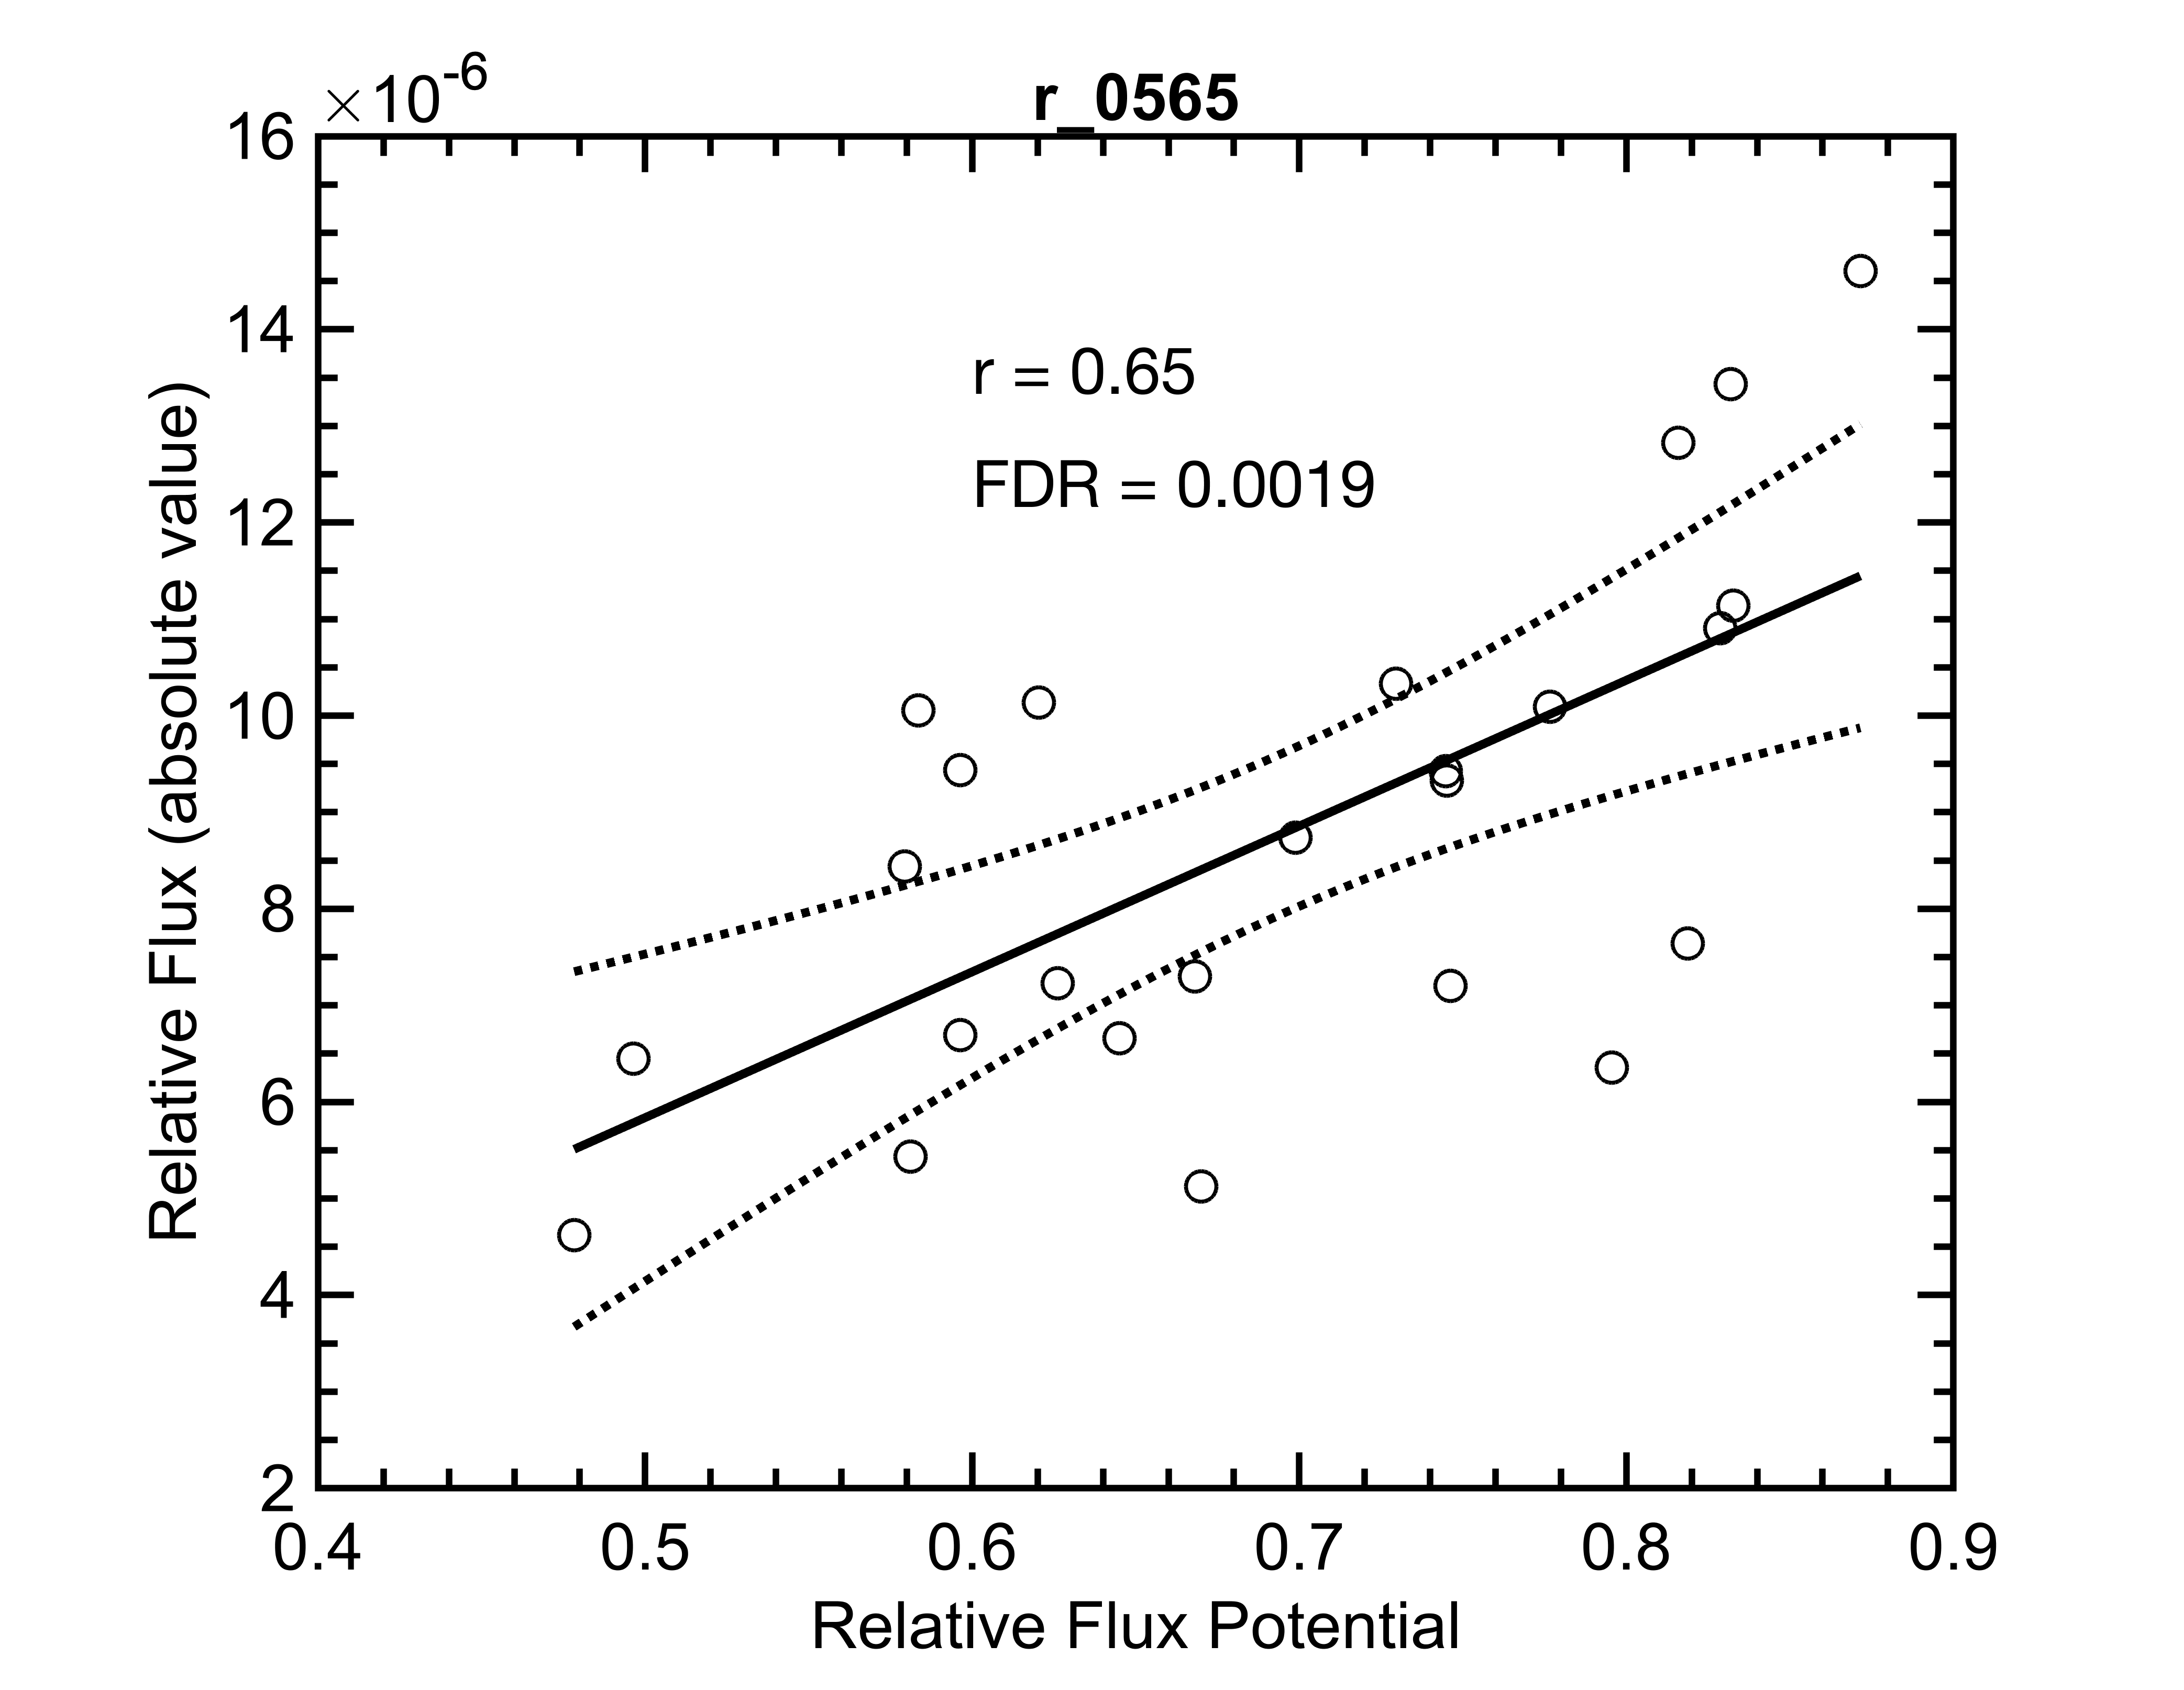 ×10-6
r_0565
16
14
12
10
8
6
4
2
r = 0.65
FDR = 0.0019
Relative Flux (absolute value)
0.4 0.5 0.6 0.7 0.8 0.9
Relative Flux Potential